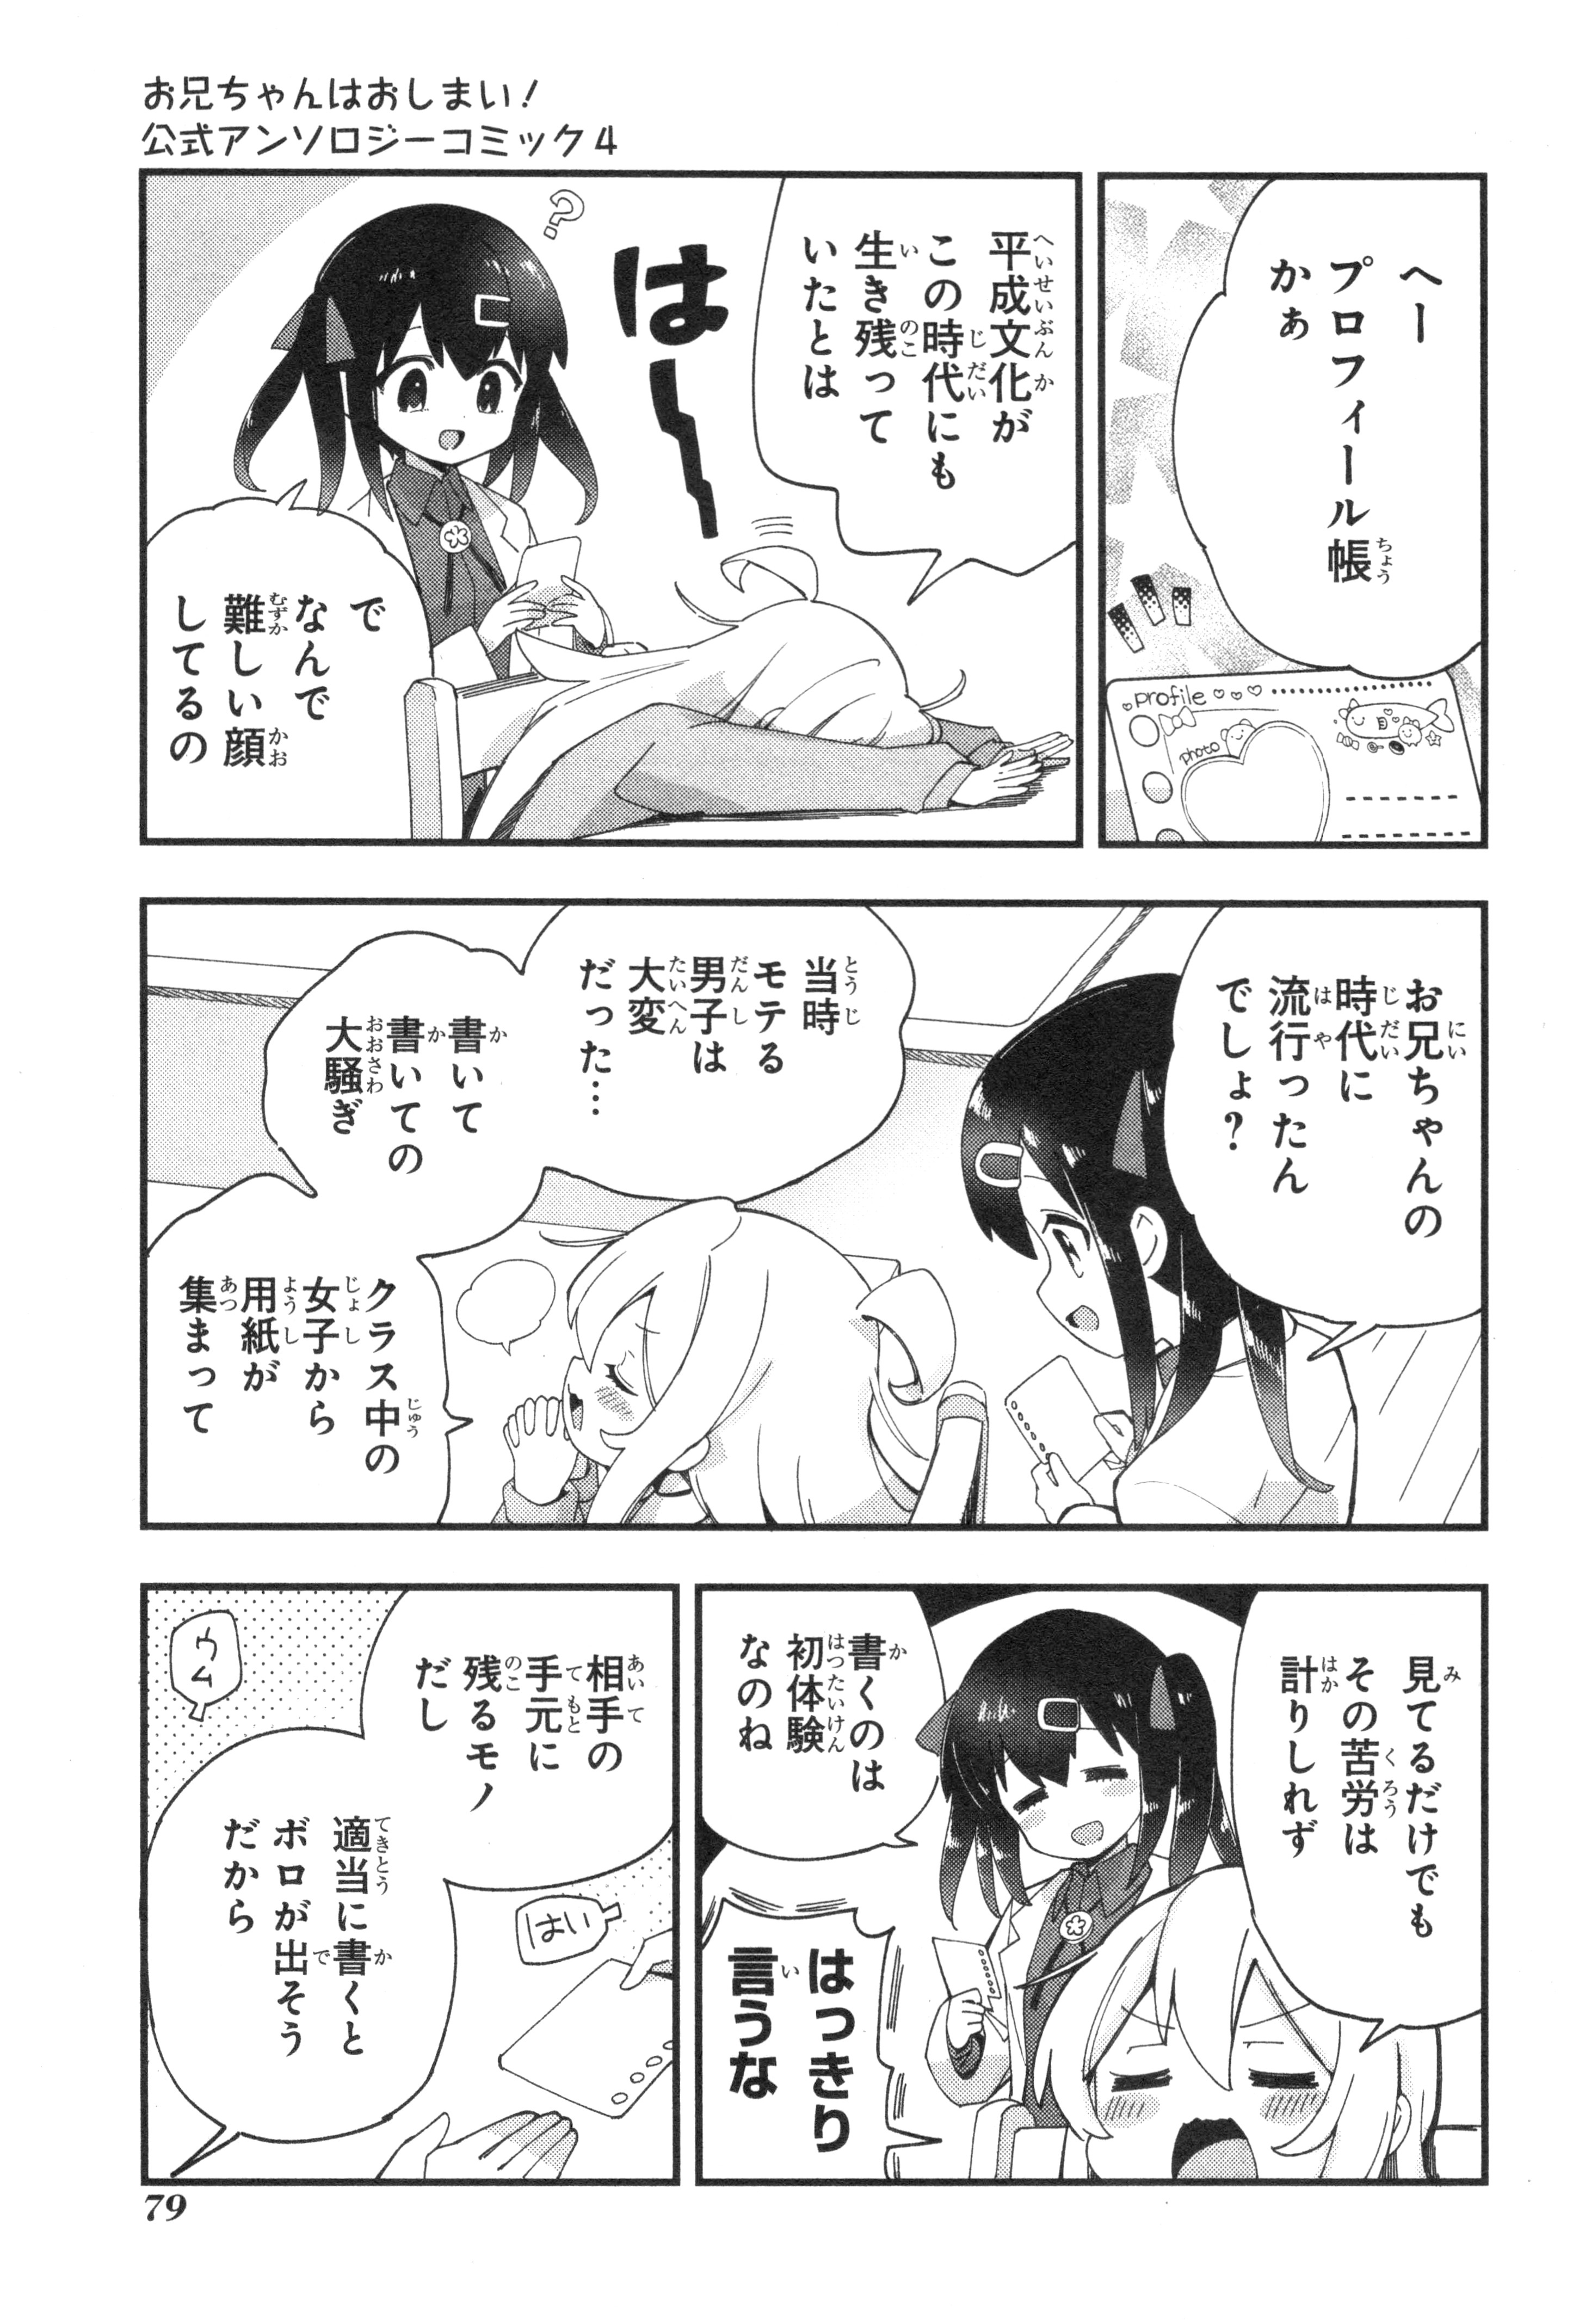 お兄ちゃんはおしまい!
公式アンソロジーコミック4
へー
プロフィール帳
かぁ
profile
photo
平成文化が
この時代にも
生き残って
いたとは
はーっ
?
で
なんで
難しい顔
してるの
お兄ちゃんの
時代に
流行ったん
でしょ?
当時
モテる
男子は
大変
だった…
書いて
書いての
大騒ぎ
クラス中の
女子から
用紙が
集まって
見てるだけでも
その苦労は
計りしれず
書くのは
初体験
なのね
はっきり
言うな
相手の
手元に
残るモノ
だし
ウム
はい
適当に書くと
ボロが出そう
だから
79